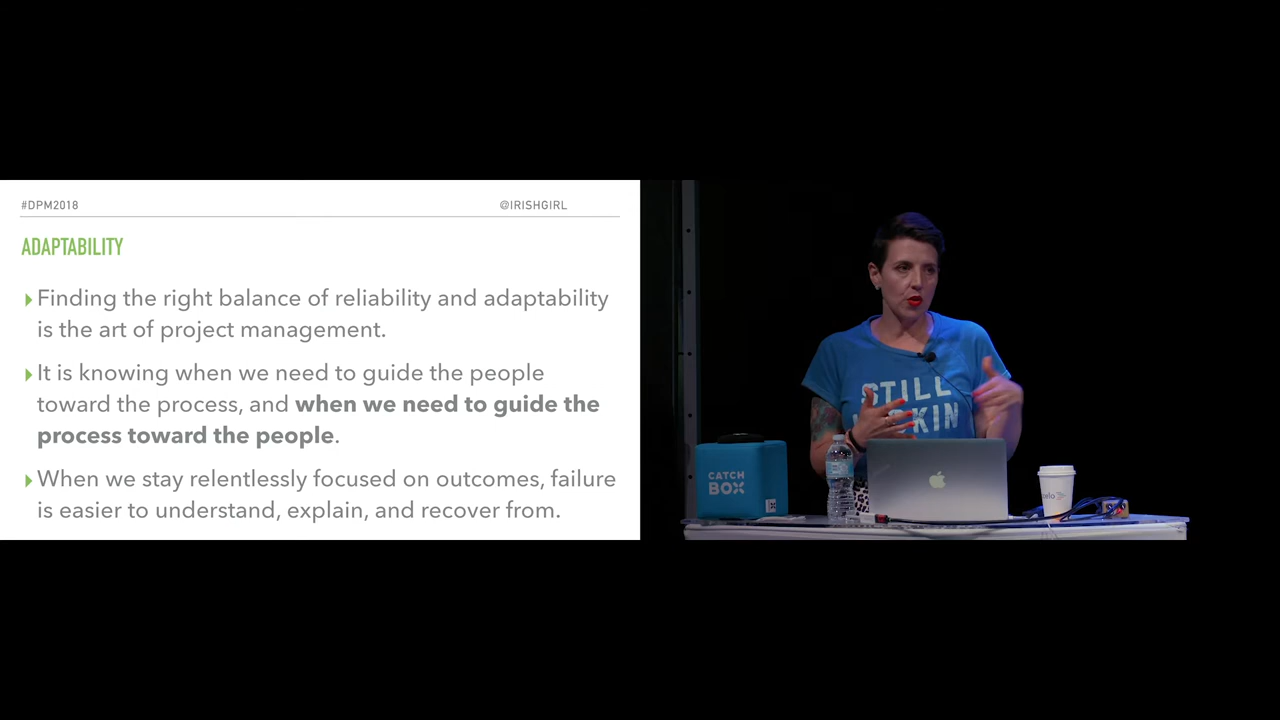 #DPM2018
@IRISHGIRL
ADAPTABILITY
Finding the right balance of reliability and adaptability
is the art of project management.
It is knowing when we need to guide the people
toward the process, and when we need to guide the
process toward the people.
When we stay relentlessly focused on outcomes, failure
is easier to understand, explain, and recover from.
STILL
CATCH
BOX